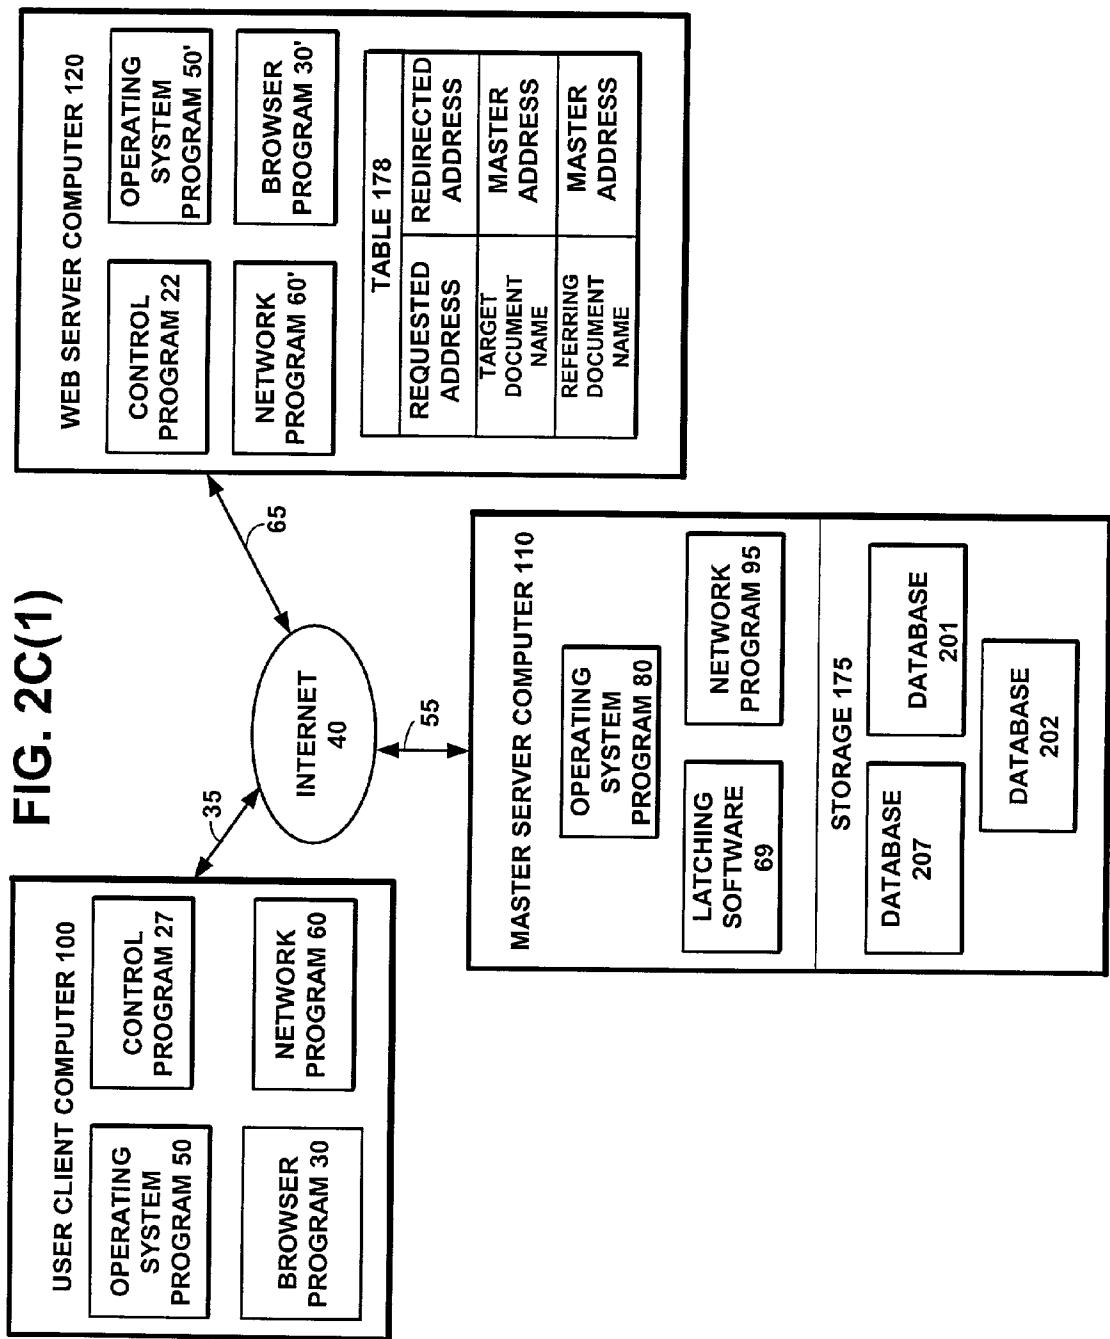 FIG. 2C(1)
USER CLIENT COMPUTER 100
OPERATING
SYSTEM
PROGRAM 50
CONTROL
PROGRAM 27
BROWSER
PROGRAM 30
NETWORK
PROGRAM 60
35
INTERNET
40
55
65
WEB SERVER COMPUTER 120
CONTROL
PROGRAM 22
OPERATING
SYSTEM
PROGRAM 50'
NETWORK
PROGRAM 60'
BROWSER
PROGRAM 30'
TABLE 178
REQUESTED
ADDRESS
REDIRECTED
ADDRESS
TARGET
DOCUMENT
NAME
MASTER
ADDRESS
REFERRING
DOCUMENT
NAME
MASTER
ADDRESS
MASTER SERVER COMPUTER 110
OPERATING
SYSTEM
PROGRAM 80
LATCHING
SOFTWARE
69
NETWORK
PROGRAM 95
STORAGE 175
DATABASE
207
DATABASE
201
DATABASE
202